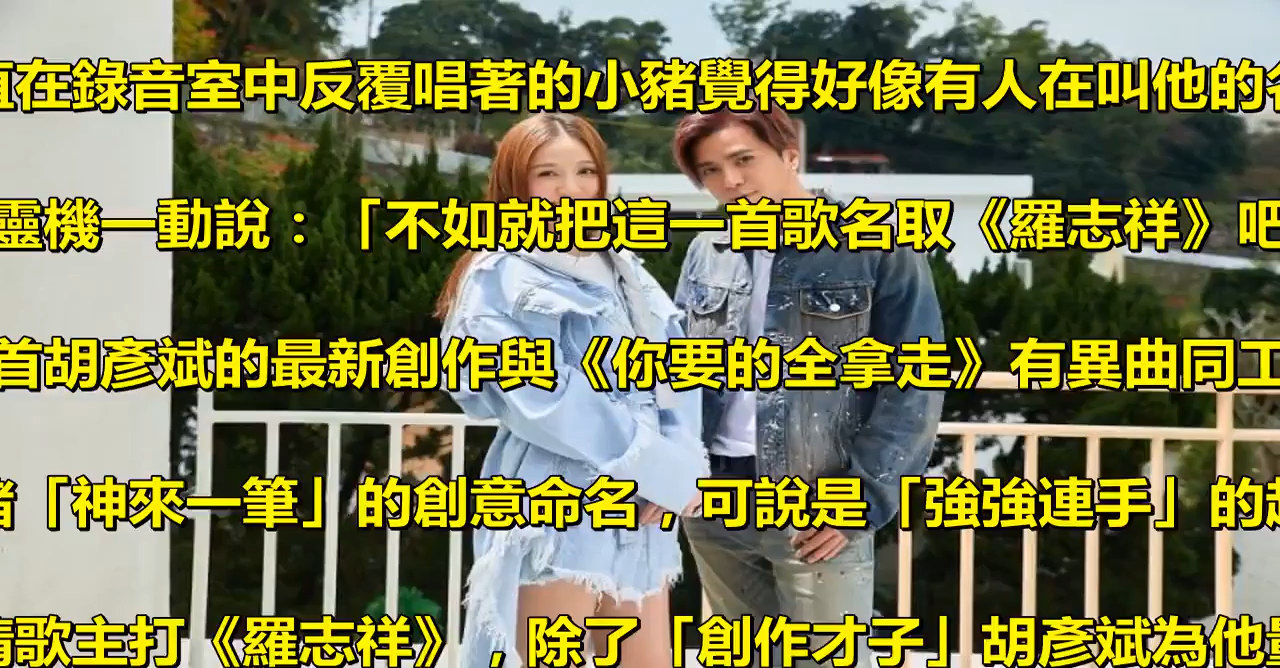 在錄音室中反覆唱著的小豬覺得好像有人在叫他的
靈機一動說：「不如就把這一首歌名取《羅志祥》吧
首胡彥斌的最新創作與《你要的全拿走》有異曲同工
「神來一筆」的創意命名，可說是「強強連手」的
歌主打《羅志祥》，除了「創作才子」胡彥斌為他